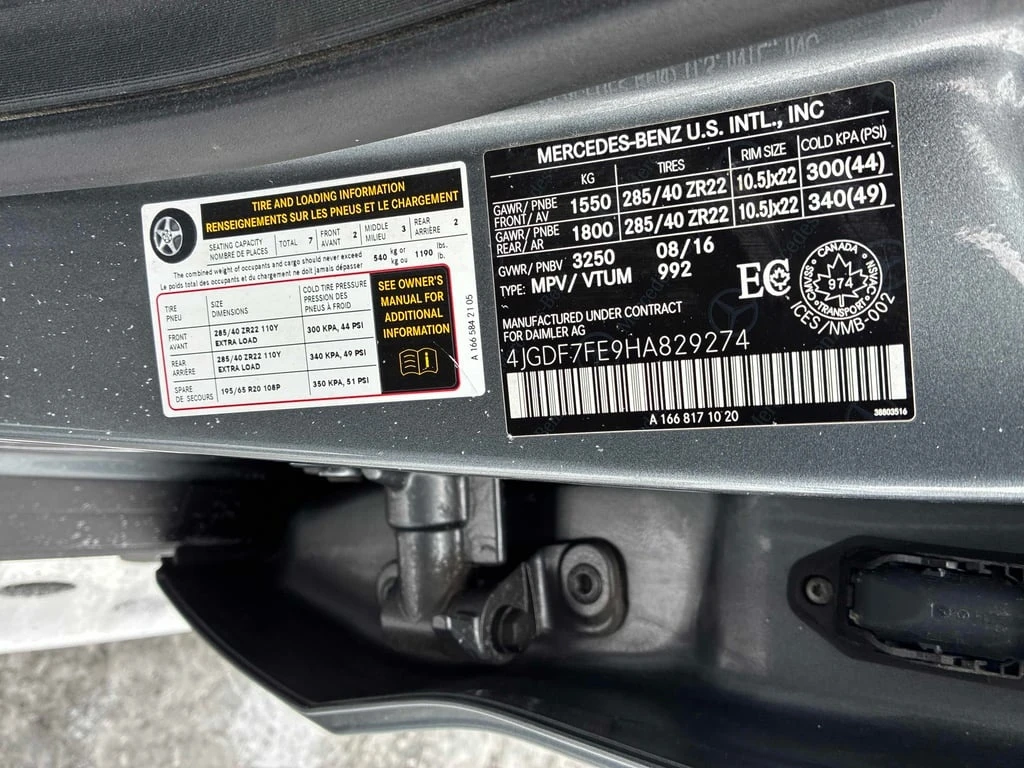 TIRE AND LOADING INFORMATION
RENSEIGNEMENTS SUR LES PNEUS ET LE CHARGEMENT
SEATING CAPACITY
NOMBRE DE PLACES
TOTAL 7
FRONT
AVANT 2
MIDDLE
MILIEU 3
REAR
ARRIÈRE 2
The combined weight of occupants and cargo should never exceed
Le poids total des occupants et du chargement ne doit jamais dépasser
540 kg or
kg ou
1190 lbs.
lb.
TIRE
PNEU
SIZE
DIMENSIONS
COLD TIRE PRESSURE
PRESSION DES
PNEUS À FROID
FRONT
AVANT
285/40 ZR22 110Y
EXTRA LOAD
300 KPA, 44 PSI
REAR
ARRIÈRE
285/40 ZR22 110Y
EXTRA LOAD
340 KPA, 49 PSI
SPARE
DE SECOURS
195/65 R20 108P
350 KPA, 51 PSI
SEE OWNER'S
MANUAL FOR
ADDITIONAL
INFORMATION
i
A 166 584 21 05
MERCEDES-BENZ U.S. INTL., INC
KG TIRES RIM SIZE COLD KPA (PSI)
GAWR/ PNBE
FRONT/ AV
1550 285/40 ZR22 10.5Jx22 300(44)
GAWR/ PNBE
REAR/ AR
1800 285/40 ZR22 10.5Jx22 340(49)
GVWR/ PNBV 3250 08/16
TYPE: MPV/ VTUM 992
EC
CANADA
974
TRANSPORT
ICES/NMB-002
MANUFACTURED UNDER CONTRACT
FOR DAIMLER AG
4JGDF7FE9HA829274
A 166 817 10 20
38803516